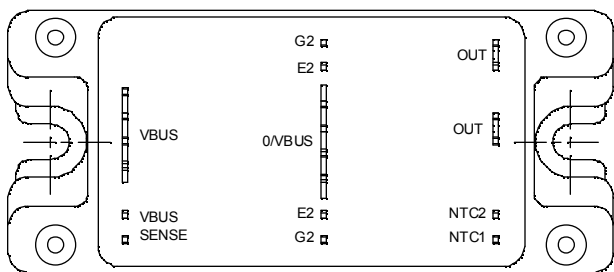 G2
E2
OUT
VBUS
0/VBUS
OUT
VBUS
SENSE
E2
G2
NTC2
NTC1